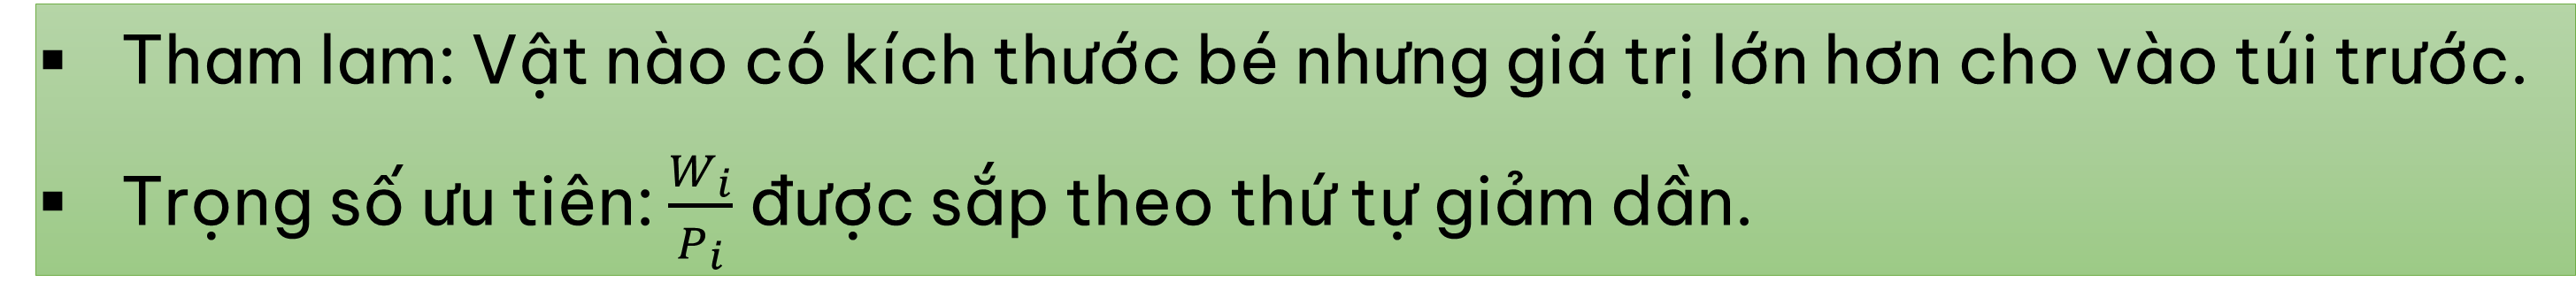 ▪ Tham lam: Vật nào có kích thước bé nhưng giá trị lớn hơn cho vào túi trước.
▪ Trọng số ưu tiên: W_i/P_i được sắp theo thứ tự giảm dần.